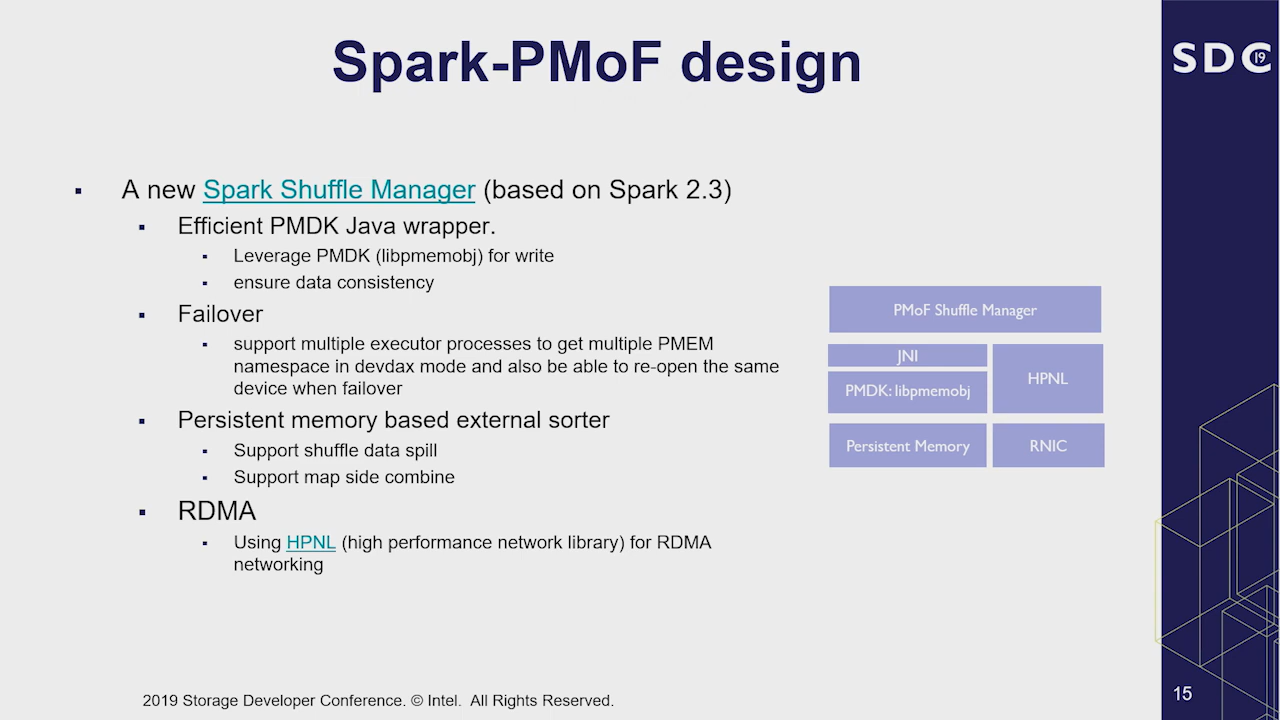 Spark-PMoF design
SDC 19
▪ A new Spark Shuffle Manager (based on Spark 2.3)
▪ Efficient PMDK Java wrapper.
▪ Leverage PMDK (libpmemobj) for write
▪ ensure data consistency
▪ Failover
▪ support multiple executor processes to get multiple PMEM
namespace in devdax mode and also be able to re-open the same
device when failover
▪ Persistent memory based external sorter
▪ Support shuffle data spill
▪ Support map side combine
▪ RDMA
▪ Using HPNL (high performance network library) for RDMA
networking
PMoF Shuffle Manager
JNI
PMDK: libpmemobj
HPNL
Persistent Memory
RNIC
2019 Storage Developer Conference. © Intel. All Rights Reserved.
15